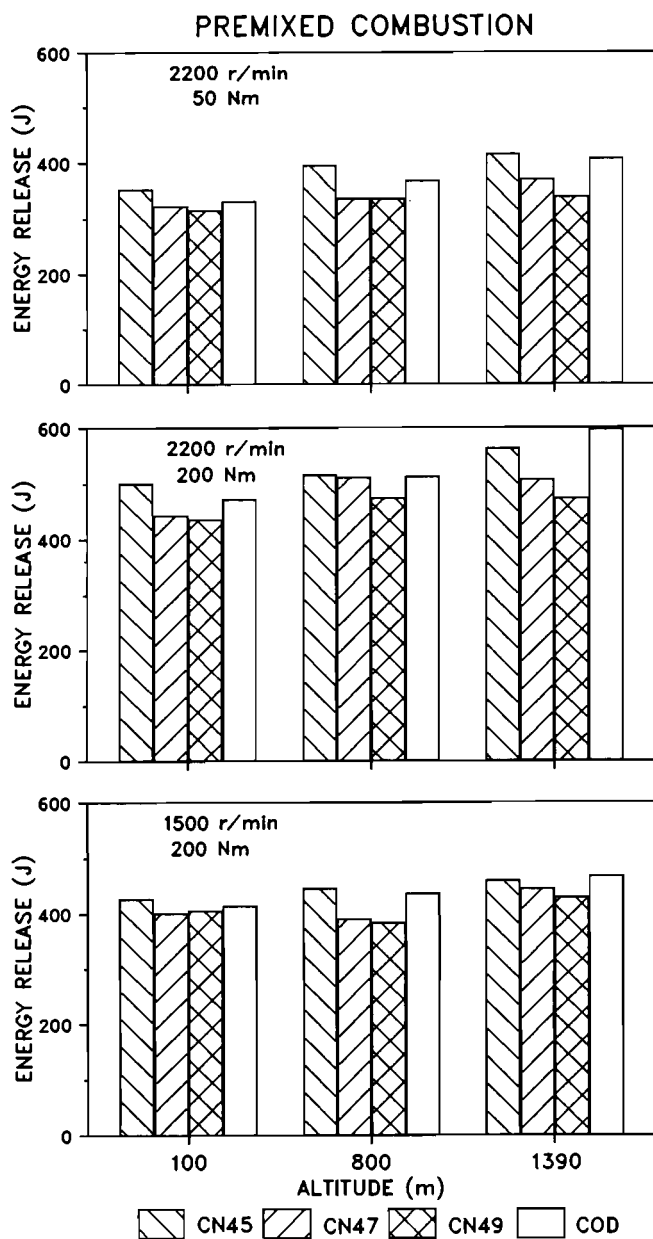 PREMIXED COMBUSTION
600
400
200
0
ENERGY RELEASE (J)
2200 r/min
50 Nm
600
400
200
0
ENERGY RELEASE (J)
2200 r/min
200 Nm
600
400
200
0
ENERGY RELEASE (J)
1500 r/min
200 Nm
100 800 1390
ALTITUDE (m)
CN45 CN47 CN49 COD